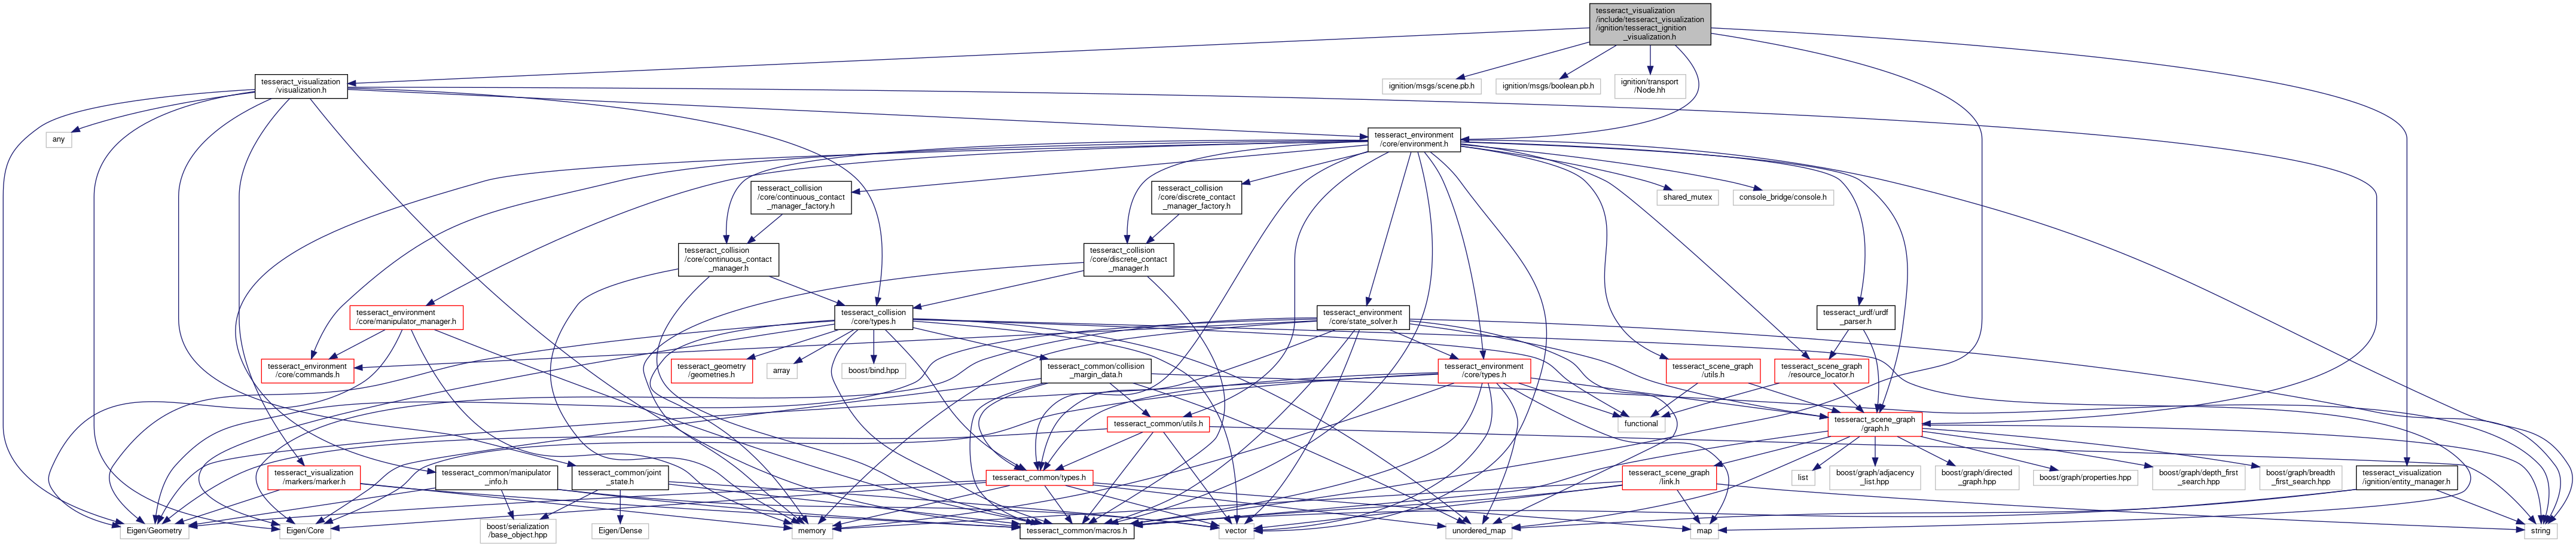 tesseract_visualization
/include/tesseract_visualization
/ignition/tesseract_ignition
_visualization.h
tesseract_visualization
/visualization.h
ignition/msgs/scene.pb.h
ignition/msgs/boolean.pb.h
ignition/transport
/Node.hh
any
tesseract_environment
/core/environment.h
tesseract_collision
/core/continuous_contact
_manager_factory.h
tesseract_collision
/core/discrete_contact
_manager_factory.h
shared_mutex
console_bridge/console.h
tesseract_collision
/core/continuous_contact
_manager.h
tesseract_collision
/core/discrete_contact
_manager.h
tesseract_environment
/core/manipulator_manager.h
tesseract_collision
/core/types.h
tesseract_environment
/core/state_solver.h
tesseract_urdf/urdf
_parser.h
tesseract_environment
/core/commands.h
tesseract_geometry
/geometries.h
array
boost/bind.hpp
tesseract_common/collision
_margin_data.h
tesseract_environment
/core/types.h
tesseract_scene_graph
/utils.h
tesseract_scene_graph
/resource_locator.h
tesseract_common/utils.h
functional
tesseract_scene_graph
/graph.h
tesseract_visualization
/markers/marker.h
tesseract_common/manipulator
_info.h
tesseract_common/joint
_state.h
tesseract_common/types.h
tesseract_scene_graph
/link.h
list
boost/graph/adjacency
_list.hpp
boost/graph/directed
_graph.hpp
boost/graph/properties.hpp
boost/graph/depth_first
_search.hpp
boost/graph/breadth
_first_search.hpp
tesseract_visualization
/ignition/entity_manager.h
Eigen/Geometry
Eigen/Core
boost/serialization
/base_object.hpp
Eigen/Dense
memory
tesseract_common/macros.h
vector
unordered_map
map
string